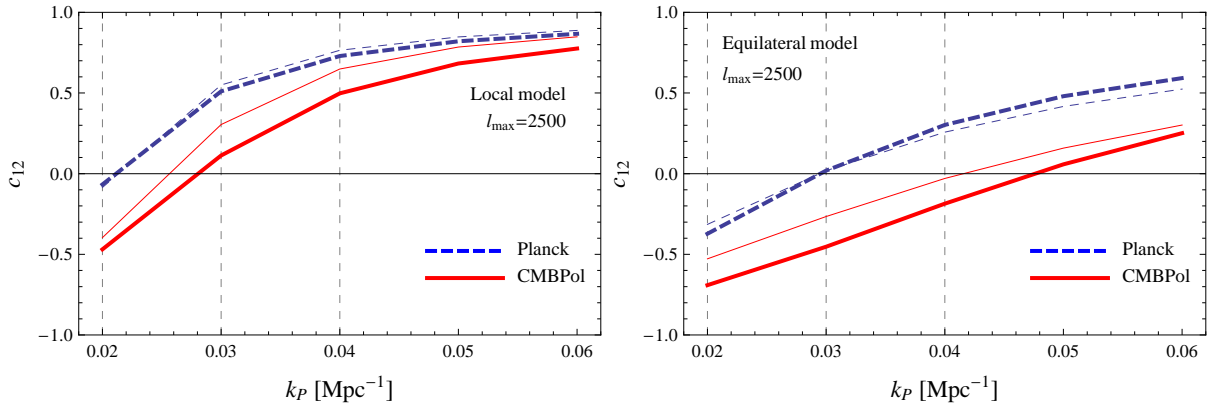 1.0
0.5
0.0
−0.5
−1.0
c12
Local model
lmax=2500
Planck
CMBPol
0.02
0.03
0.04
0.05
0.06
kP [Mpc−1]
1.0
0.5
0.0
−0.5
−1.0
c12
Equilateral model
lmax=2500
Planck
CMBPol
0.02
0.03
0.04
0.05
0.06
kP [Mpc−1]